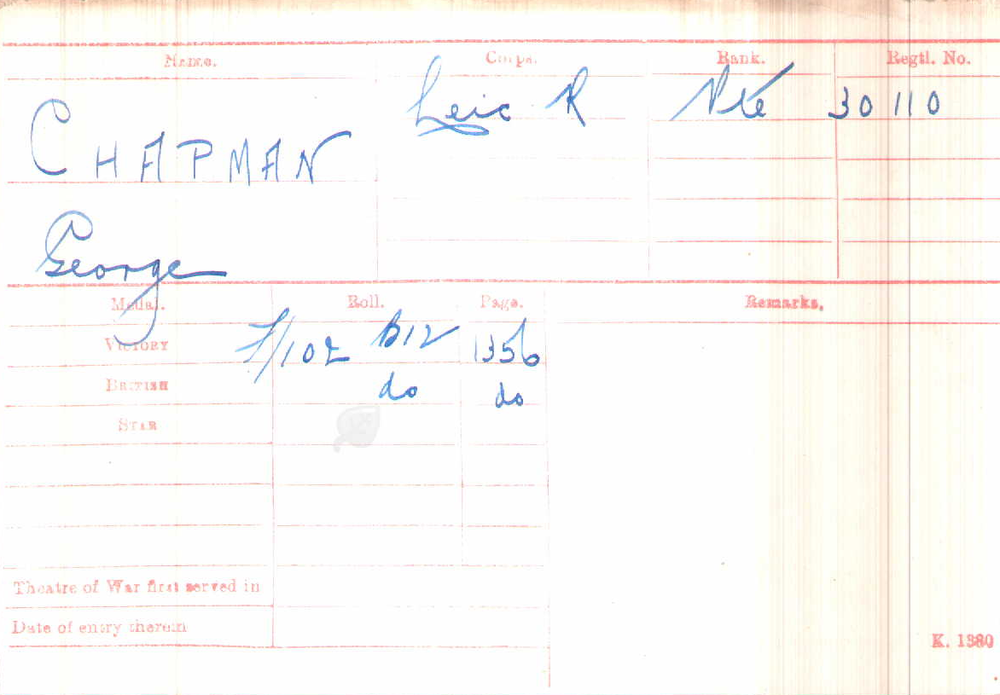 Name. Corps. Rank. Regtl. No.
CHAPMAN Leic R Pte 30110
George
Medal. Roll. Page. Remarks.
VICTORY F/102 B12 1356
BRITISH do do
STAR
Theatre of War first served in
Date of entry therein
K. 1380